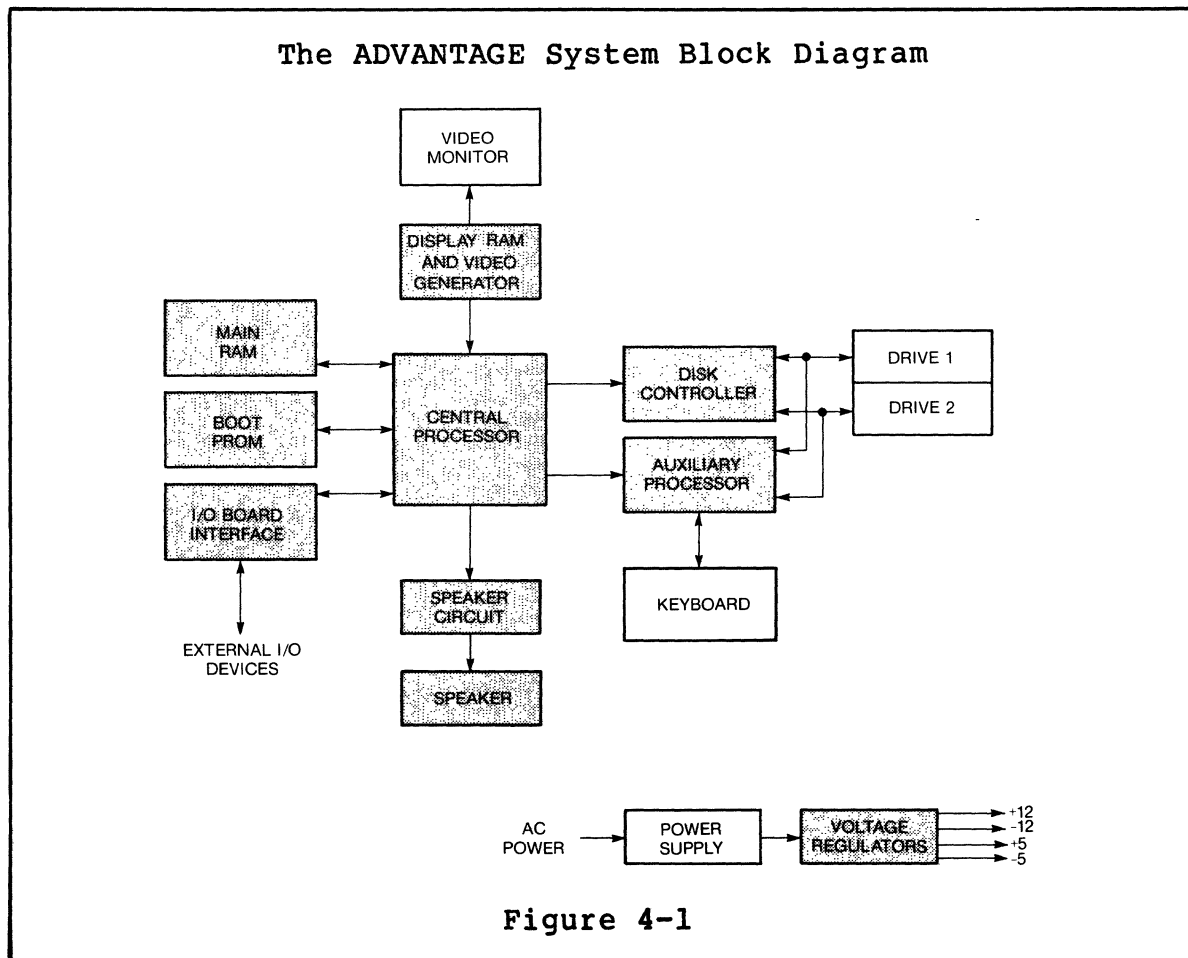 The ADVANTAGE System Block Diagram
VIDEO
MONITOR
DISPLAY RAM
AND VIDEO
GENERATOR
MAIN
RAM
BOOT
PROM
I/O BOARD
INTERFACE
EXTERNAL I/O
DEVICES
CENTRAL
PROCESSOR
DISK
CONTROLLER
DRIVE 1
DRIVE 2
AUXILIARY
PROCESSOR
KEYBOARD
SPEAKER
CIRCUIT
SPEAKER
AC
POWER
POWER
SUPPLY
VOLTAGE
REGULATORS
+12
-12
+5
-5
Figure 4-1